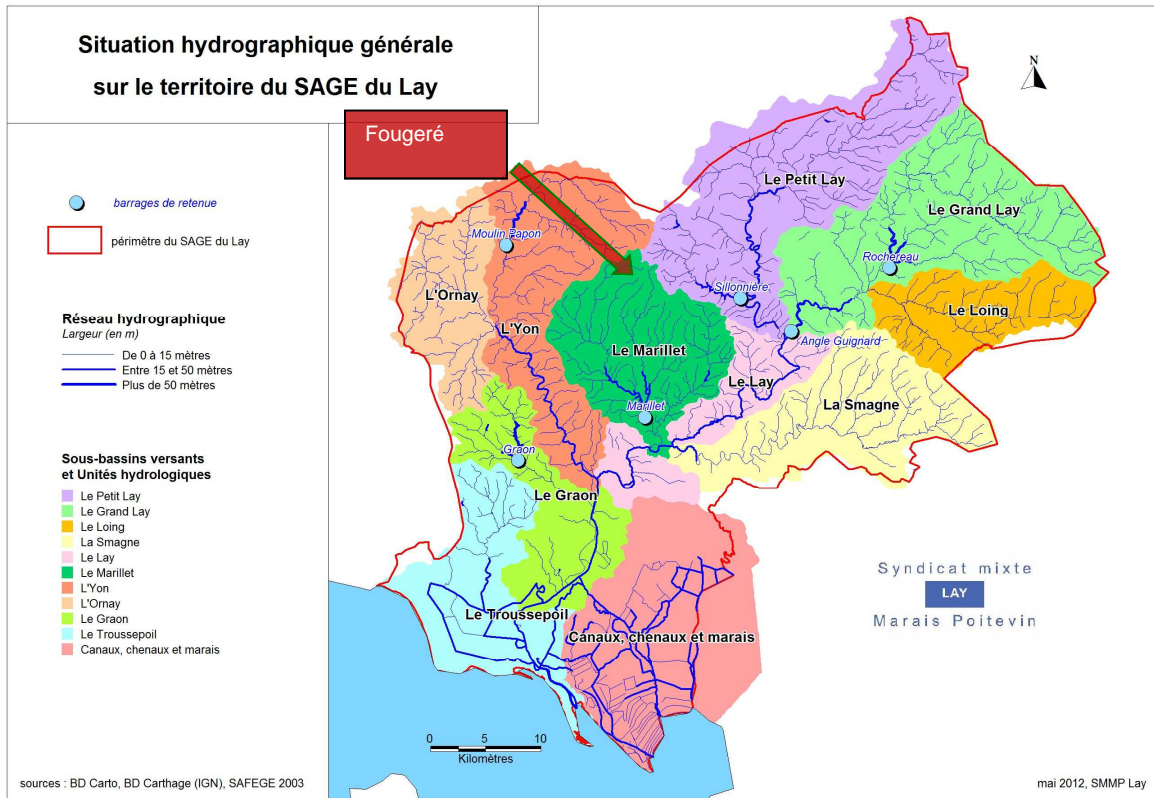 Situation hydrographique générale
sur le territoire du SAGE du Lay
Fougeré
N
barrages de retenue
périmètre du SAGE du Lay
Réseau hydrographique
Largeur (en m)
De 0 à 15 mètres
Entre 15 et 50 mètres
Plus de 50 mètres
Sous-bassins versants
et Unités hydrologiques
Le Petit Lay
Le Grand Lay
Le Loing
La Smagne
Le Lay
Le Marillet
L'Yon
L'Ornay
Le Graon
Le Troussepoil
Canaux, chenaux et marais
Le Petit Lay
Le Grand Lay
Moulin Papon
Rochereau
L'Ornay
Sillonnière
Le Loing
L'Yon
Angle Guignard
Le Marillet
Le Lay
La Smagne
Marillet
Graon
Le Graon
Le Troussepoil
Canaux, chenaux et marais
Syndicat mixte
LAY
Marais Poitevin
0 5 10
Kilomètres
sources : BD Carto, BD Carthage (IGN), SAFEGE 2003
mai 2012, SMMP Lay